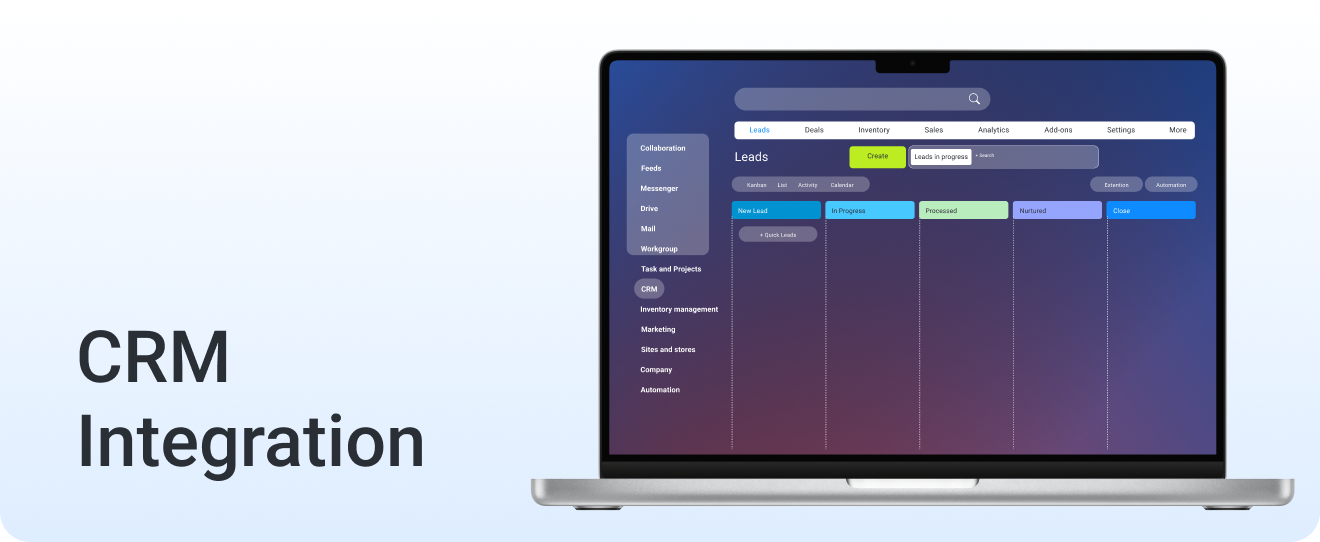 CRM
Integration
Leads Deals Inventory Sales Analytics Add-ons Settings More
Leads
Create
Leads in progress + Search
Kanban List Activity Calendar
Extention Automation
New Lead In Progress Processed Nurtured Close
+ Quick Leads
Collaboration
Feeds
Messenger
Drive
Mail
Workgroup
Task and Projects
CRM
Inventory management
Marketing
Sites and stores
Company
Automation